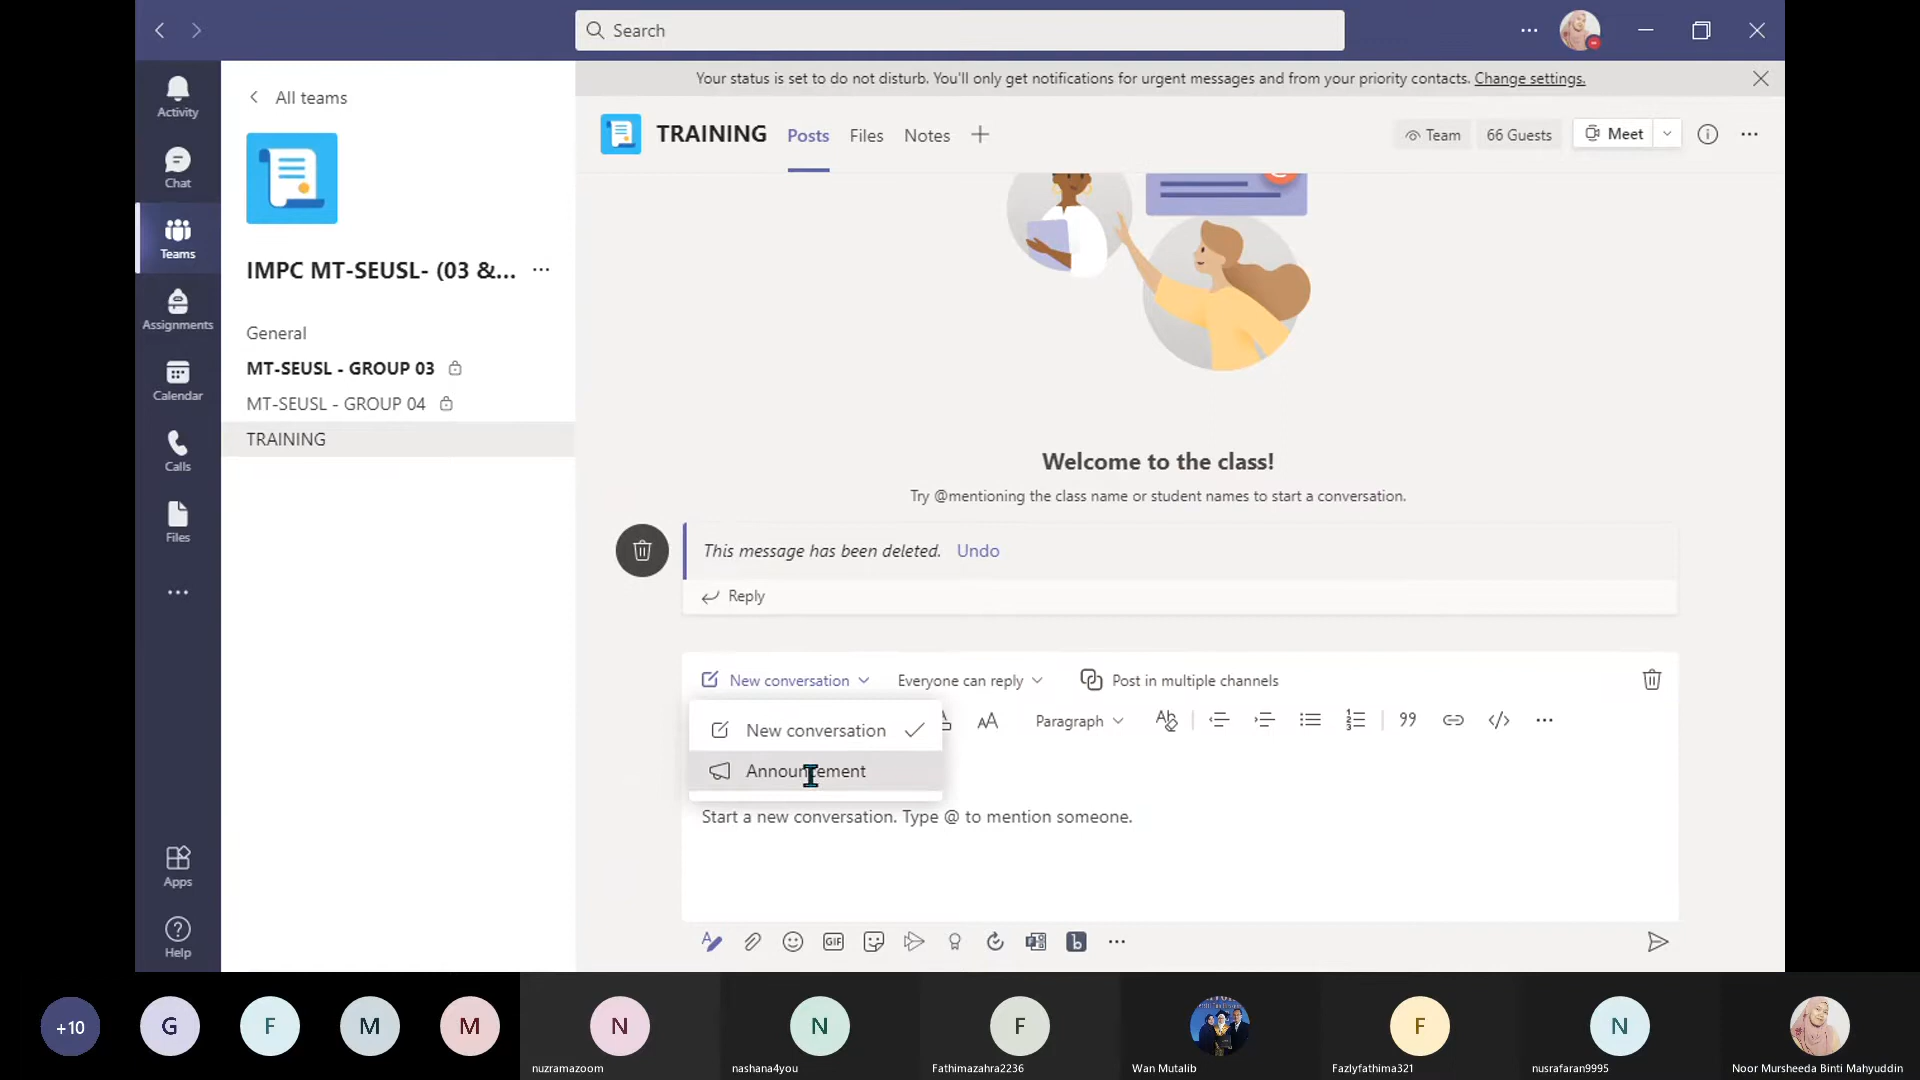 Search
Your status is set to do not disturb. You'll only get notifications for urgent messages and from your priority contacts. Change settings.
Activity
Chat
Teams
Assignments
Calendar
Calls
Files
Apps
Help
All teams
IMPC MT-SEUSL- (03 &...
General
MT-SEUSL - GROUP 03
MT-SEUSL - GROUP 04
TRAINING
TRAINING Posts Files Notes
Team 66 Guests Meet
Welcome to the class!
Try @mentioning the class name or student names to start a conversation.
This message has been deleted. Undo
Reply
New conversation Everyone can reply Post in multiple channels
Paragraph
New conversation
Announcement
Start a new conversation. Type @ to mention someone.
GIF
b
+10 G F M M N N F F N
nuzramazoom nashana4you Fathimazahra2236 Wan Mutalib Fazlyfathima321 nusrafaran9995 Noor Mursheeda Binti Mahyuddin